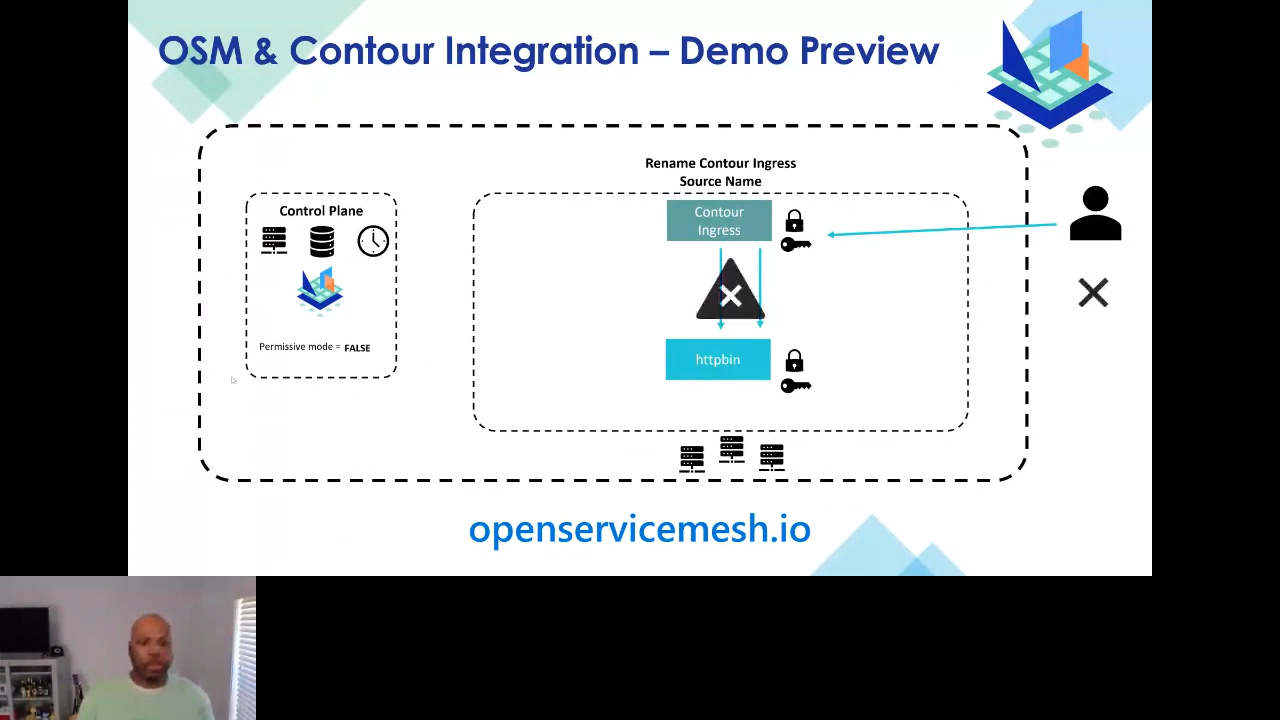 OSM & Contour Integration – Demo Preview
Rename Contour Ingress
Source Name
Control Plane
Contour
Ingress
Permissive mode = FALSE
httpbin
openservicemesh.io